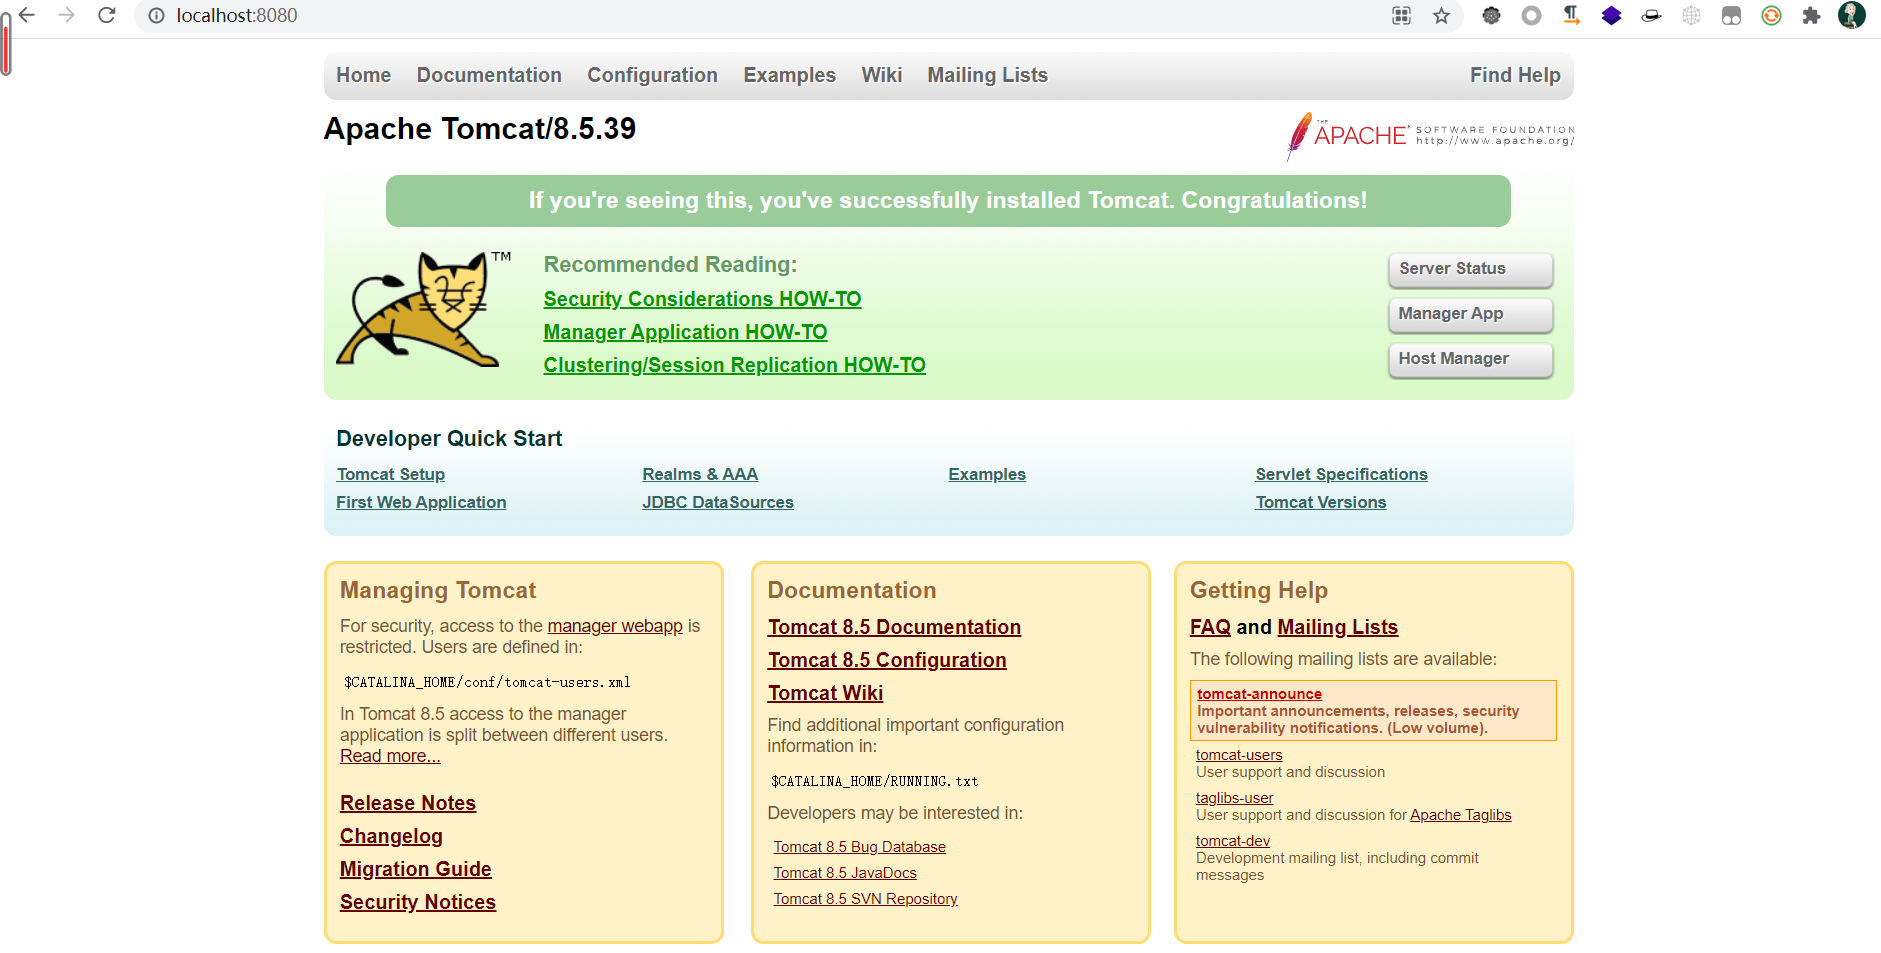 localhost:8080
Home Documentation Configuration Examples Wiki Mailing Lists Find Help
Apache Tomcat/8.5.39
THE APACHE SOFTWARE FOUNDATION
http://www.apache.org/
If you're seeing this, you've successfully installed Tomcat. Congratulations!
TM
Recommended Reading:
Security Considerations HOW-TO
Manager Application HOW-TO
Clustering/Session Replication HOW-TO
Server Status
Manager App
Host Manager
Developer Quick Start
Tomcat Setup
First Web Application
Realms & AAA
JDBC DataSources
Examples
Servlet Specifications
Tomcat Versions
Managing Tomcat
For security, access to the manager webapp is
restricted. Users are defined in:
$CATALINA_HOME/conf/tomcat-users.xml
In Tomcat 8.5 access to the manager
application is split between different users.
Read more...
Release Notes
Changelog
Migration Guide
Security Notices
Documentation
Tomcat 8.5 Documentation
Tomcat 8.5 Configuration
Tomcat Wiki
Find additional important configuration
information in:
$CATALINA_HOME/RUNNING.txt
Developers may be interested in:
Tomcat 8.5 Bug Database
Tomcat 8.5 JavaDocs
Tomcat 8.5 SVN Repository
Getting Help
FAQ and Mailing Lists
The following mailing lists are available:
tomcat-announce
Important announcements, releases, security
vulnerability notifications. (Low volume).
tomcat-users
User support and discussion
taglibs-user
User support and discussion for Apache Taglibs
tomcat-dev
Development mailing list, including commit
messages